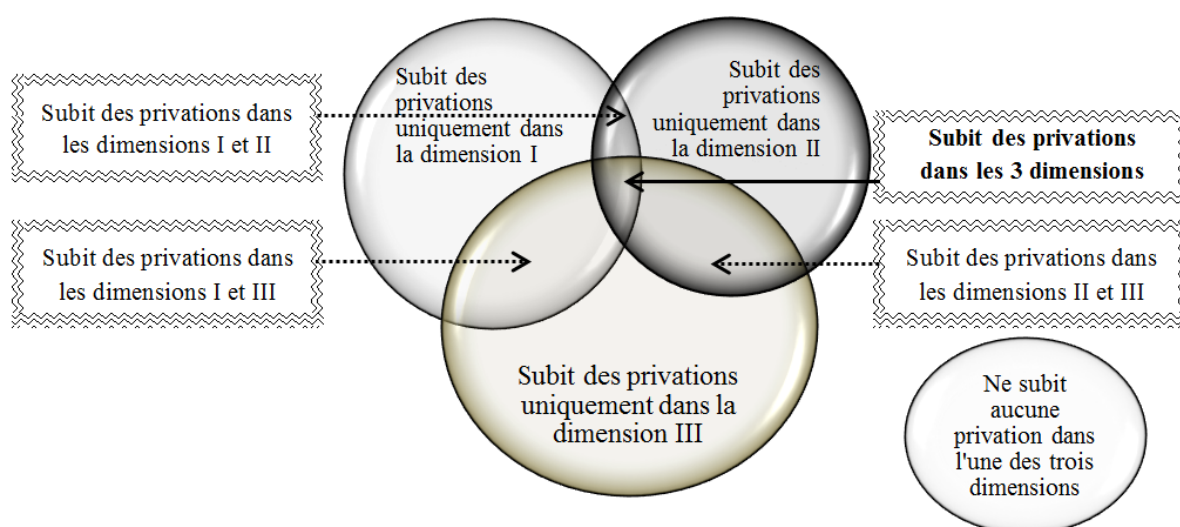 Subit des
privations
uniquement dans
la dimension I
Subit des
privations
uniquement dans
la dimension II
Subit des privations dans
les dimensions I et II
Subit des privations
dans les 3 dimensions
Subit des privations dans
les dimensions I et III
Subit des privations dans
les dimensions II et III
Subit des privations
uniquement dans la
dimension III
Ne subit
aucune
privation dans
l'une des trois
dimensions